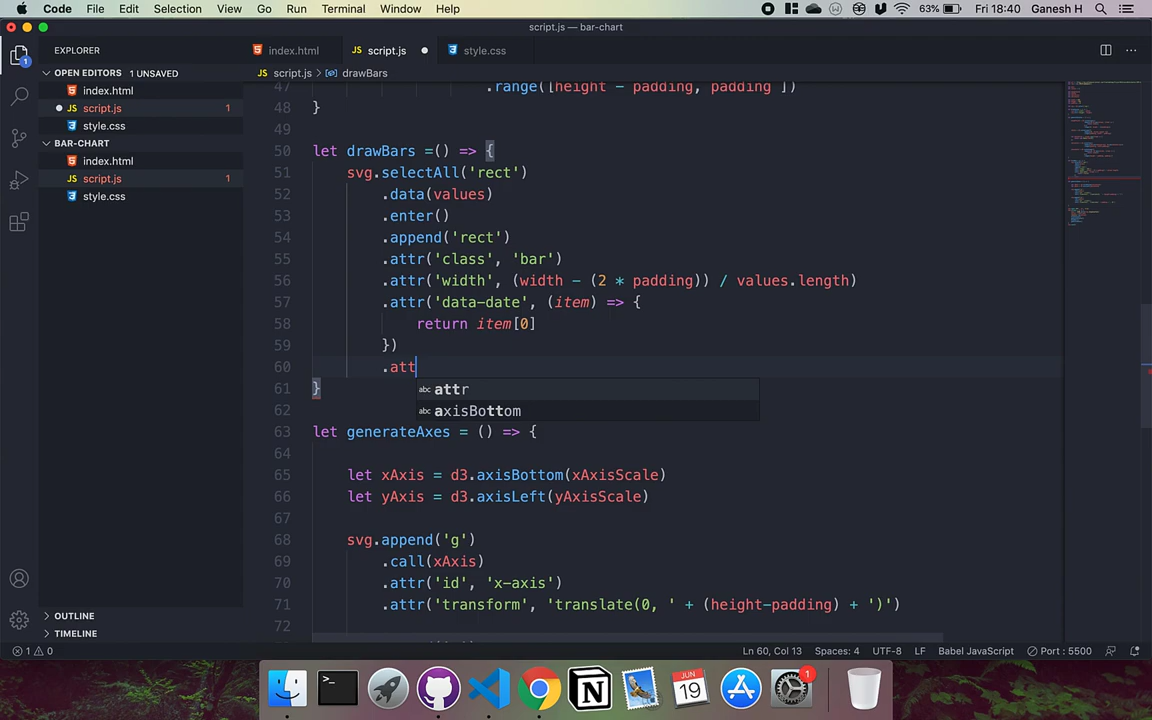 Code File Edit Selection View Go Run Terminal Window Help 63% Fri 18:40 Ganesh H
script.js — bar-chart
EXPLORER
index.html
JS script.js
style.css
OPEN EDITORS 1 UNSAVED
JS script.js > drawBars
index.html
JS script.js 1
style.css
BAR-CHART
index.html
JS script.js 1
style.css
47 .range([height - padding, padding ])
48 }
49
50 let drawBars =() => {
51 svg.selectAll('rect')
52 .data(values)
53 .enter()
54 .append('rect')
55 .attr('class', 'bar')
56 .attr('width', (width - (2 * padding)) / values.length)
57 .attr('data-date', (item) => {
58 return item[0]
59 })
60 .att
abc attr
61 }
abc axisBottom
62
63 let generateAxes = () => {
64
65 let xAxis = d3.axisBottom(xAxisScale)
66 let yAxis = d3.axisLeft(yAxisScale)
67
68 svg.append('g')
69 .call(xAxis)
70 .attr('id', 'x-axis')
71 .attr('transform', 'translate(0, ' + (height-padding) + ')')
72
OUTLINE
TIMELINE
1 0 Ln 60, Col 13 Spaces: 4 UTF-8 LF Babel JavaScript Port : 5500
1
JUN
19
1